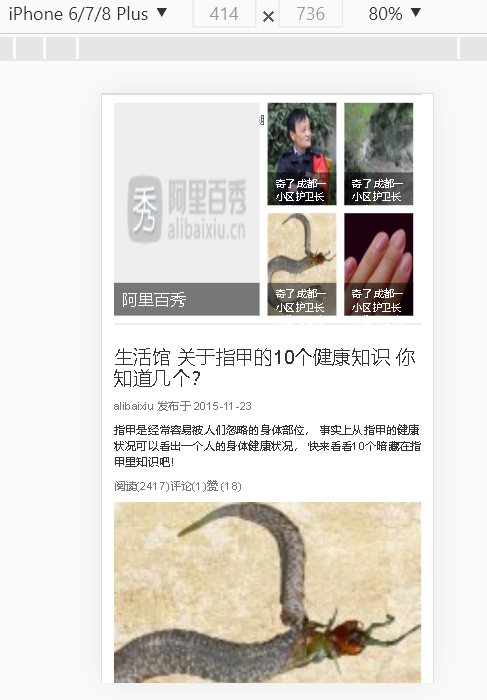 iPhone 6/7/8 Plus ▼ 414 × 736 80% ▼
秀 阿里百秀
alibaixiu.cn
阿里百秀
奇了成都一
小区护卫长
奇了成都一
小区护卫长
奇了成都一
小区护卫长
奇了成都一
小区护卫长
生活馆 关于指甲的10个健康知识 你
知道几个?
alibaixiu 发布于 2015-11-23
指甲是经常容易被人们忽略的身体部位, 事实上从指甲的健康
状况可以看出一个人的身体健康状况, 快来看看10个暗藏在指
甲里知识吧!
阅读(2417)评论(1)赞 (18)